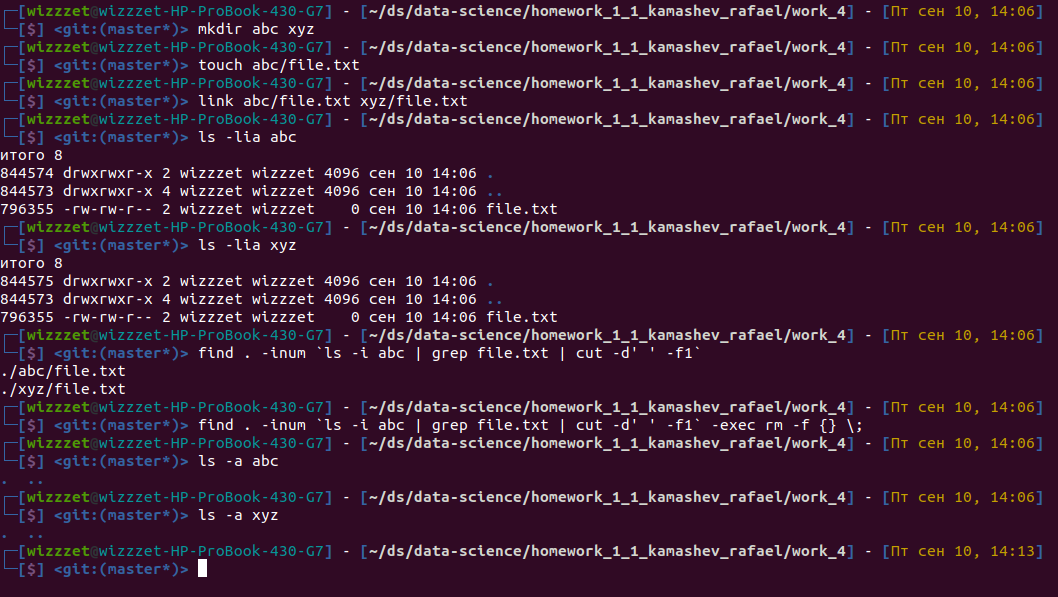 [wizzzet@wizzzet-HP-ProBook-430-G7] - [~/ds/data-science/homework_1_1_kamashev_rafael/work_4] - [Пт сен 10, 14:06]
[$] <git:(master*)> mkdir abc xyz
[wizzzet@wizzzet-HP-ProBook-430-G7] - [~/ds/data-science/homework_1_1_kamashev_rafael/work_4] - [Пт сен 10, 14:06]
[$] <git:(master*)> touch abc/file.txt
[wizzzet@wizzzet-HP-ProBook-430-G7] - [~/ds/data-science/homework_1_1_kamashev_rafael/work_4] - [Пт сен 10, 14:06]
[$] <git:(master*)> link abc/file.txt xyz/file.txt
[wizzzet@wizzzet-HP-ProBook-430-G7] - [~/ds/data-science/homework_1_1_kamashev_rafael/work_4] - [Пт сен 10, 14:06]
[$] <git:(master*)> ls -lia abc
итого 8
844574 drwxrwxr-x 2 wizzzet wizzzet 4096 сен 10 14:06 .
844573 drwxrwxr-x 4 wizzzet wizzzet 4096 сен 10 14:06 ..
796355 -rw-rw-r-- 2 wizzzet wizzzet    0 сен 10 14:06 file.txt
[wizzzet@wizzzet-HP-ProBook-430-G7] - [~/ds/data-science/homework_1_1_kamashev_rafael/work_4] - [Пт сен 10, 14:06]
[$] <git:(master*)> ls -lia xyz
итого 8
844575 drwxrwxr-x 2 wizzzet wizzzet 4096 сен 10 14:06 .
844573 drwxrwxr-x 4 wizzzet wizzzet 4096 сен 10 14:06 ..
796355 -rw-rw-r-- 2 wizzzet wizzzet    0 сен 10 14:06 file.txt
[wizzzet@wizzzet-HP-ProBook-430-G7] - [~/ds/data-science/homework_1_1_kamashev_rafael/work_4] - [Пт сен 10, 14:06]
[$] <git:(master*)> find . -inum `ls -i abc | grep file.txt | cut -d' ' -f1`
./abc/file.txt
./xyz/file.txt
[wizzzet@wizzzet-HP-ProBook-430-G7] - [~/ds/data-science/homework_1_1_kamashev_rafael/work_4] - [Пт сен 10, 14:06]
[$] <git:(master*)> find . -inum `ls -i abc | grep file.txt | cut -d' ' -f1` -exec rm -f {} \;
[wizzzet@wizzzet-HP-ProBook-430-G7] - [~/ds/data-science/homework_1_1_kamashev_rafael/work_4] - [Пт сен 10, 14:06]
[$] <git:(master*)> ls -a abc
.  ..
[wizzzet@wizzzet-HP-ProBook-430-G7] - [~/ds/data-science/homework_1_1_kamashev_rafael/work_4] - [Пт сен 10, 14:06]
[$] <git:(master*)> ls -a xyz
.  ..
[wizzzet@wizzzet-HP-ProBook-430-G7] - [~/ds/data-science/homework_1_1_kamashev_rafael/work_4] - [Пт сен 10, 14:13]
[$] <git:(master*)>